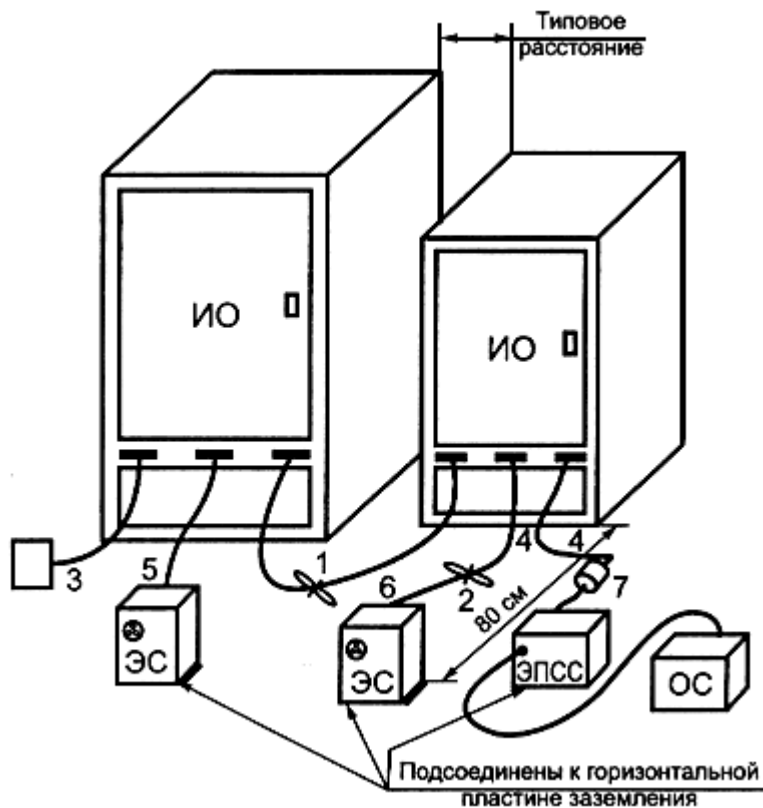 Типовое
расстояние
ИО
ИО
1
3
5
4
4
6
2
7
80 см
ЭС
ЭС
ЭПСС
ОС
Подсоединены к горизонтальной
пластине заземления